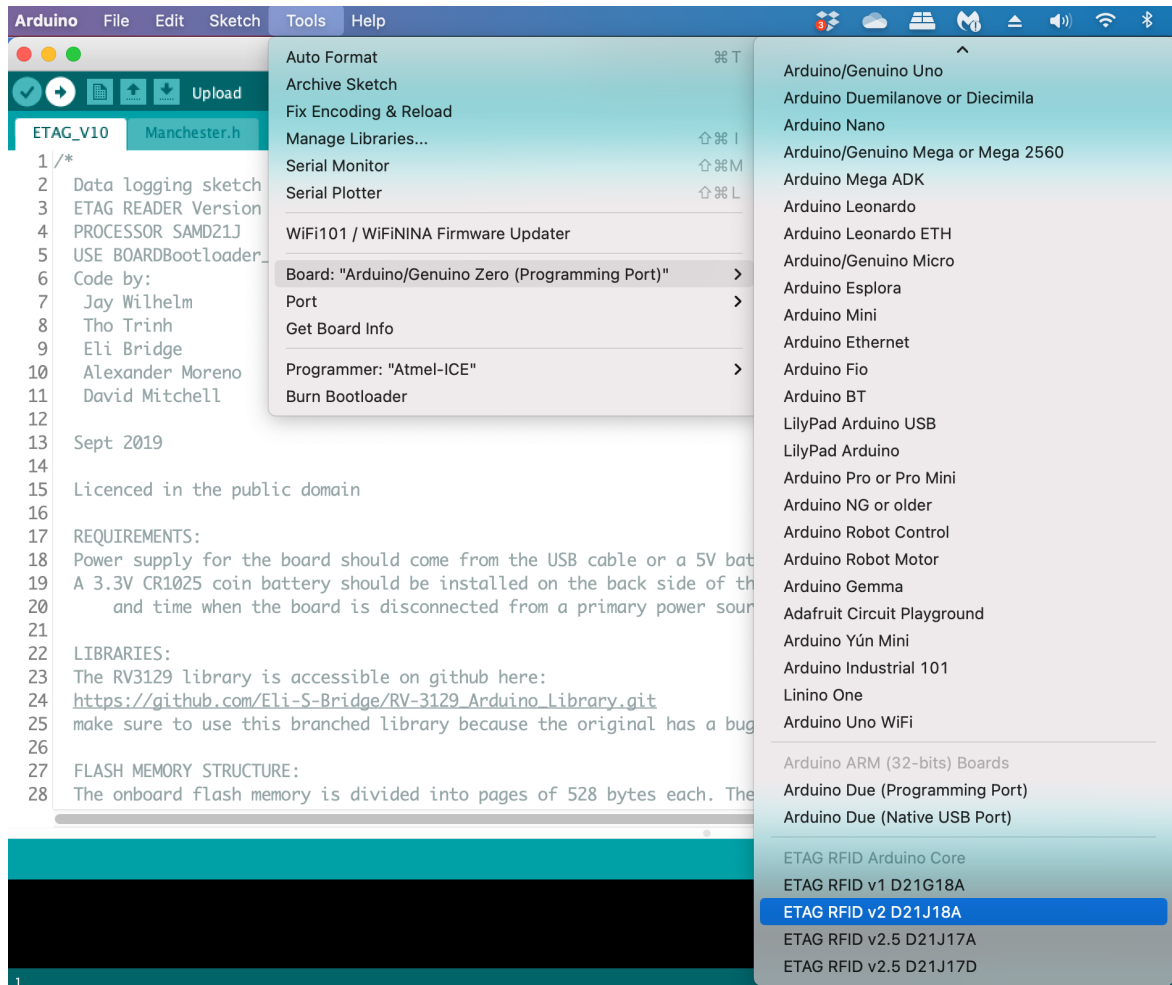 Arduino File Edit Sketch Tools Help
3
Upload
ETAG_V10 Manchester.h
1 /*
2 Data logging sketch
3 ETAG READER Version
4 PROCESSOR SAMD21J
5 USE BOARDBootloader_
6 Code by:
7 Jay Wilhelm
8 Tho Trinh
9 Eli Bridge
10 Alexander Moreno
11 David Mitchell
12
13 Sept 2019
14
15 Licenced in the public domain
16
17 REQUIREMENTS:
18 Power supply for the board should come from the USB cable or a 5V bat
19 A 3.3V CR1025 coin battery should be installed on the back side of th
20 and time when the board is disconnected from a primary power sour
21
22 LIBRARIES:
23 The RV3129 library is accessible on github here:
24 https://github.com/Eli-S-Bridge/RV-3129_Arduino_Library.git
25 make sure to use this branched library because the original has a bug
26
27 FLASH MEMORY STRUCTURE:
28 The onboard flash memory is divided into pages of 528 bytes each. The
1
Auto Format ⌘T
Archive Sketch
Fix Encoding & Reload
Manage Libraries... ⇧⌘I
Serial Monitor ⇧⌘M
Serial Plotter ⇧⌘L
WiFi101 / WiFiNINA Firmware Updater
Board: "Arduino/Genuino Zero (Programming Port)"
Port
Get Board Info
Programmer: "Atmel-ICE"
Burn Bootloader
Arduino/Genuino Uno
Arduino Duemilanove or Diecimila
Arduino Nano
Arduino/Genuino Mega or Mega 2560
Arduino Mega ADK
Arduino Leonardo
Arduino Leonardo ETH
Arduino/Genuino Micro
Arduino Esplora
Arduino Mini
Arduino Ethernet
Arduino Fio
Arduino BT
LilyPad Arduino USB
LilyPad Arduino
Arduino Pro or Pro Mini
Arduino NG or older
Arduino Robot Control
Arduino Robot Motor
Arduino Gemma
Adafruit Circuit Playground
Arduino Yún Mini
Arduino Industrial 101
Linino One
Arduino Uno WiFi
Arduino ARM (32-bits) Boards
Arduino Due (Programming Port)
Arduino Due (Native USB Port)
ETAG RFID Arduino Core
ETAG RFID v1 D21G18A
ETAG RFID v2 D21J18A
ETAG RFID v2.5 D21J17A
ETAG RFID v2.5 D21J17D